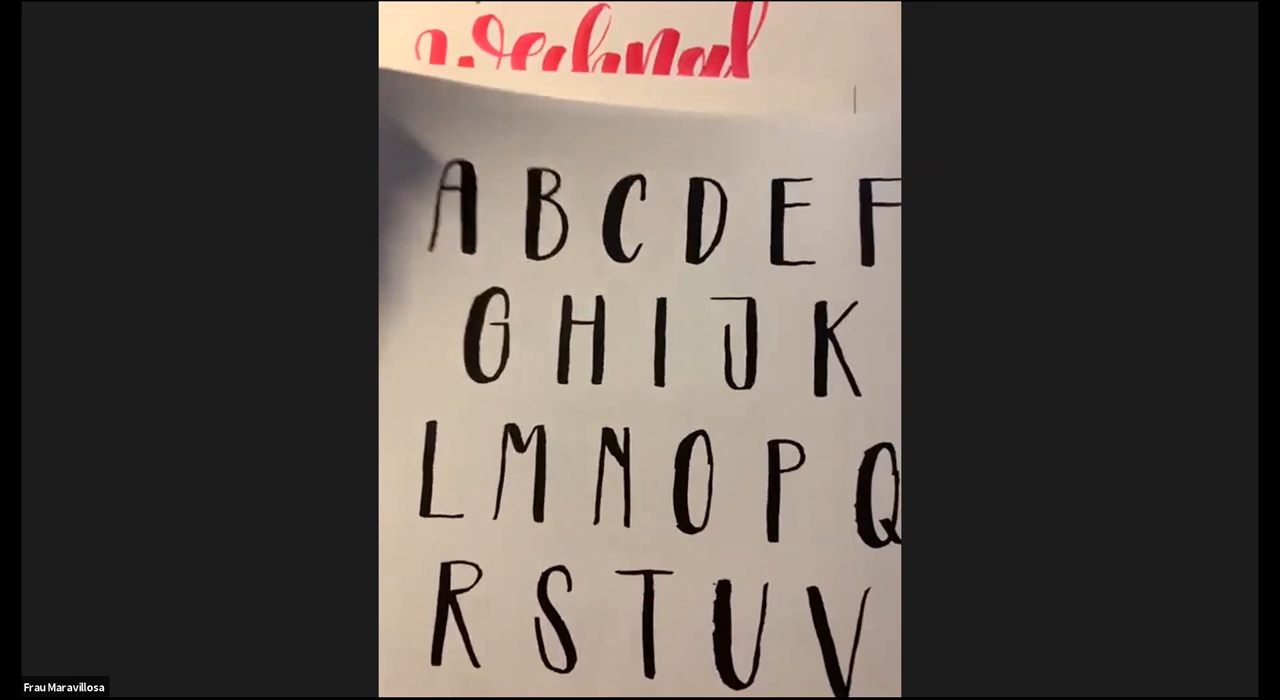 A B C D E F
G H I J K
L M N O P Q
R S T U V
Frau Maravillosa